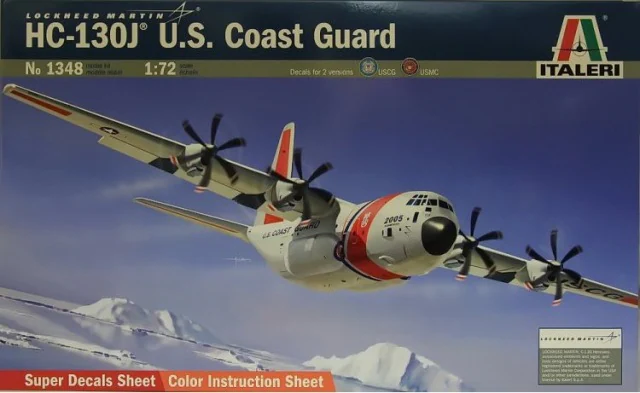 LOCKHEED MARTIN
HC-130J® U.S. Coast Guard
No 1348
1:72
Decals for 2 versions
USCG
USMC
ITALERI
2005
U.S. COAST GUARD
USCG
LOCKHEED MARTIN
Super Decals Sheet
Color Instruction Sheet